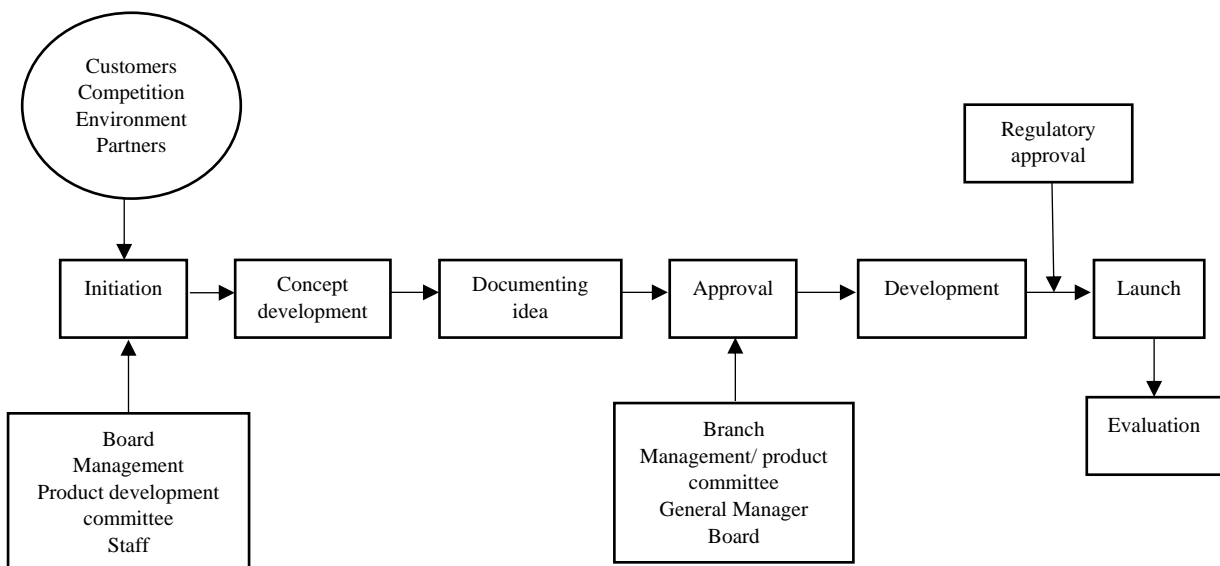 Customers
Competition
Environment
Partners
Regulatory
approval
Initiation
Concept
development
Documenting
idea
Approval
Development
Launch
Board
Management
Product development
committee
Staff
Branch
Management/ product
committee
General Manager
Board
Evaluation